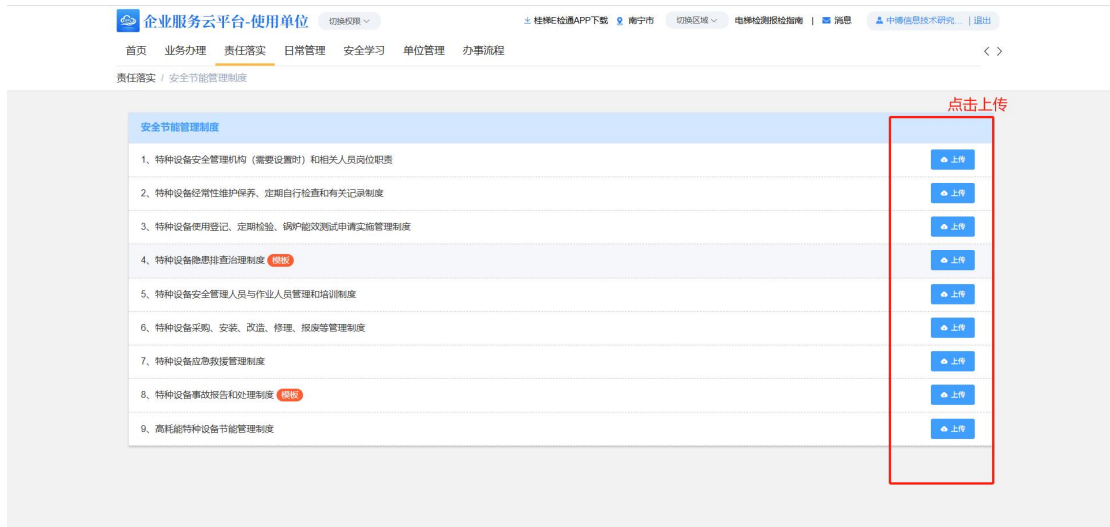 企业服务云平台-使用单位 切换权限 桂梯E检通APP下载 南宁市 切换区域 电梯检测报检指南 | 消息 中搏信息技术研究... | 退出
首页 业务办理 责任落实 日常管理 安全学习 单位管理 办事流程
责任落实 / 安全节能管理制度
点击上传
安全节能管理制度
1、特种设备安全管理机构（需要设置时）和相关人员岗位职责 上传
2、特种设备经常性维护保养、定期自行检查和有关记录制度 上传
3、特种设备使用登记、定期检验、锅炉能效测试申请实施管理制度 上传
4、特种设备隐患排查治理制度 模板 上传
5、特种设备安全管理人员与作业人员管理和培训制度 上传
6、特种设备采购、安装、改造、修理、报废等管理制度 上传
7、特种设备应急救援管理制度 上传
8、特种设备事故报告和处理制度 模板 上传
9、高耗能特种设备节能管理制度 上传